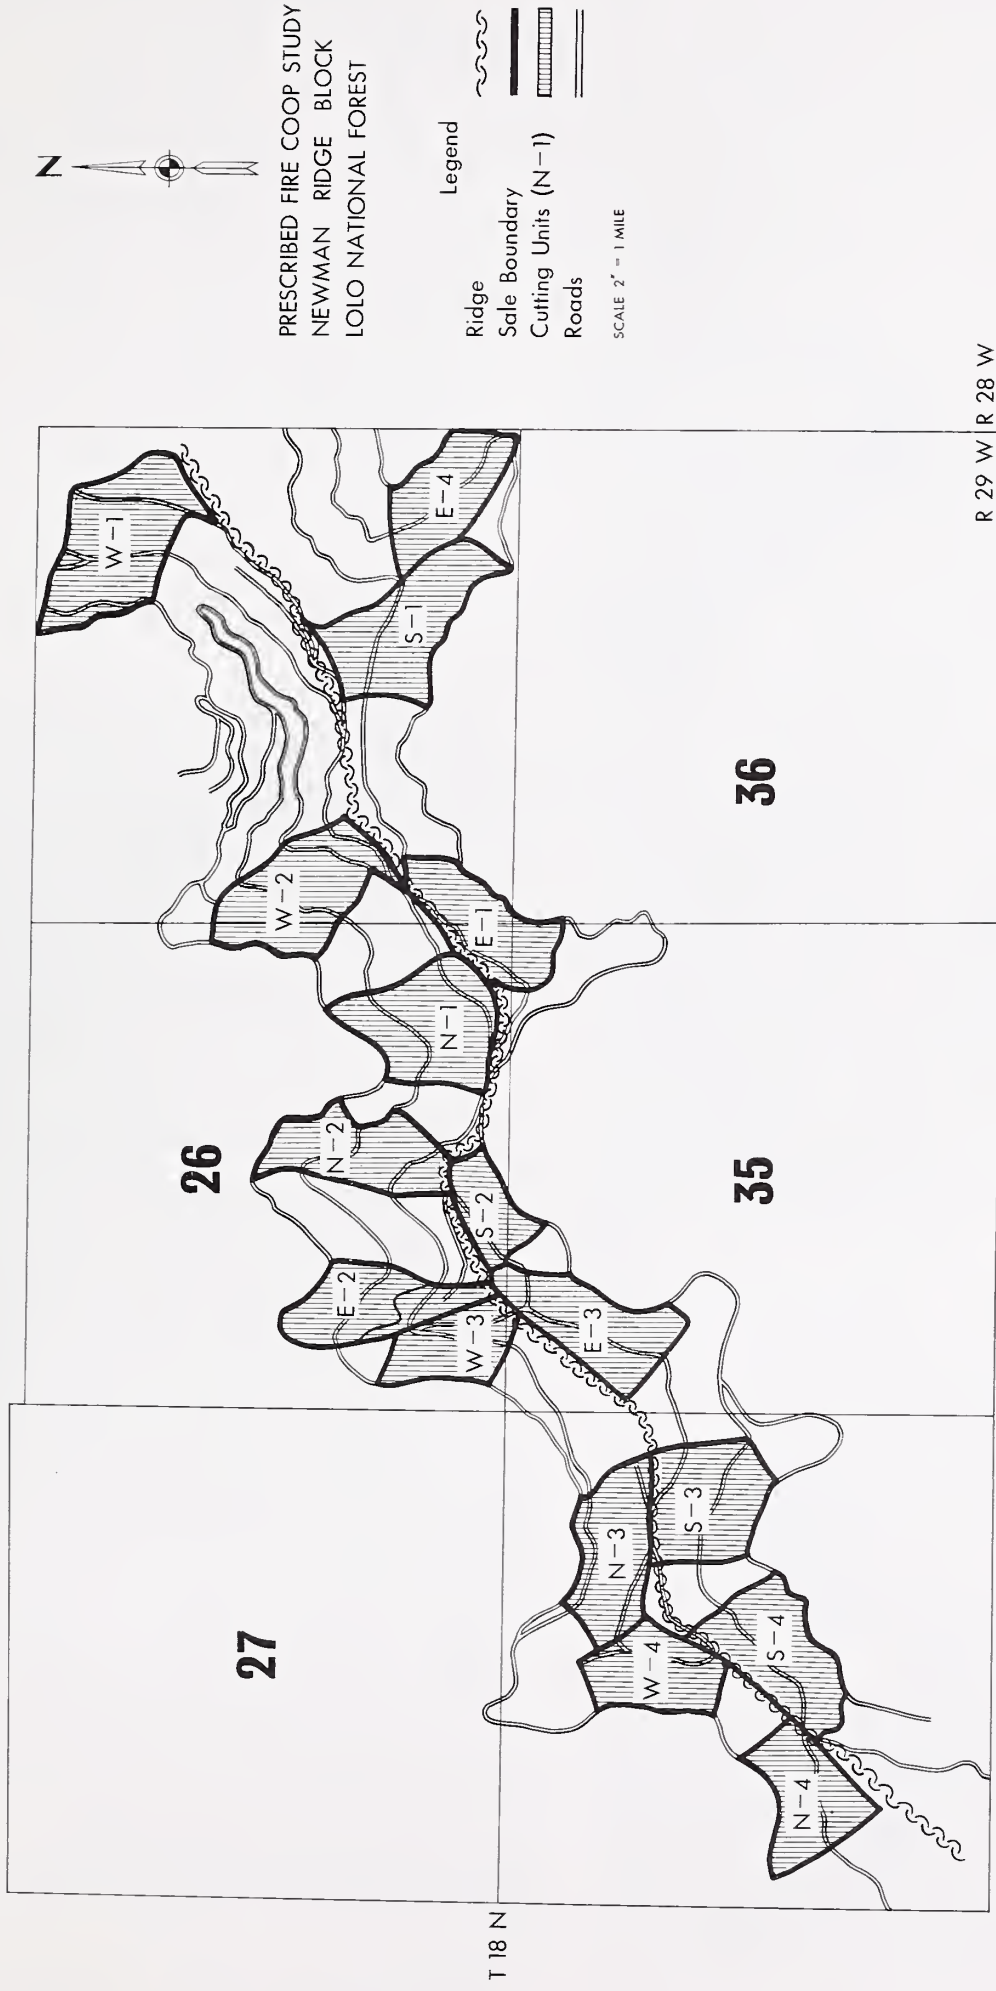 N
PRESCRIBED FIRE COOP STUDY
NEWMAN RIDGE BLOCK
LOLO NATIONAL FOREST
Legend
Ridge
Sale Boundary
Cutting Units (N-1)
Roads
SCALE 2" = 1 MILE
27
26
W-1
W-2
E-4
S-1
E-1
N-1
N-2
E-2
S-2
W-3
E-3
N-3
S-3
W-4
S-4
N-4
35
36
T 18 N
R 29 W R 28 W